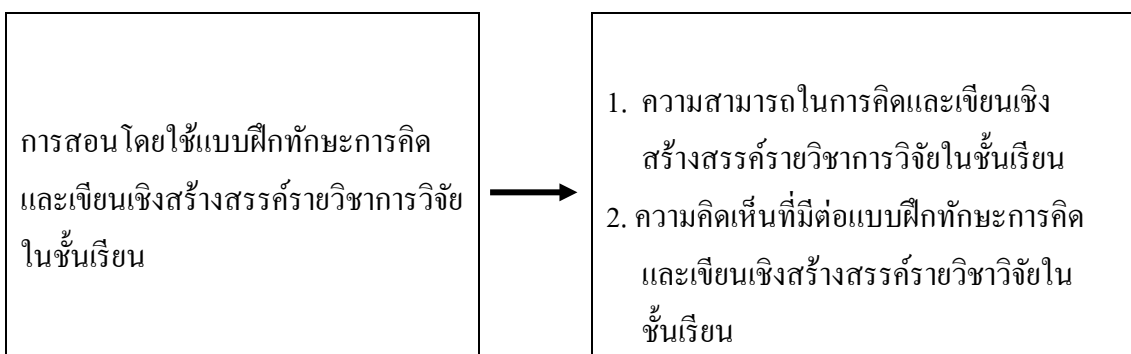 การสอนโดยใช้แบบฝึกทักษะการคิด
และเขียนเชิงสร้างสรรค์รายวิชาการวิจัย
ในชั้นเรียน
1. ความสามารถในการคิดและเขียนเชิง
สร้างสรรค์รายวิชาการวิจัยในชั้นเรียน
2. ความคิดเห็นที่มีต่อแบบฝึกทักษะการคิด
และเขียนเชิงสร้างสรรค์รายวิชาวิจัยใน
ชั้นเรียน